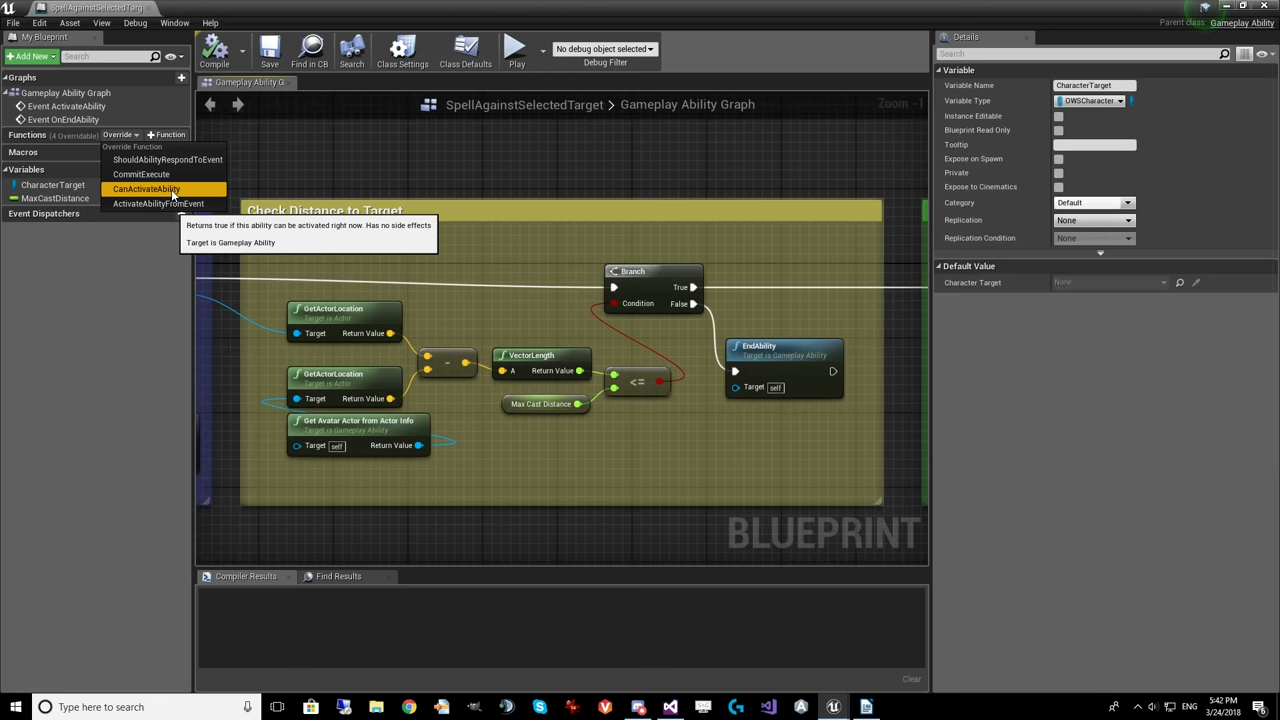 SpellAgainstSelectedTarg
File Edit Asset View Debug Window Help
Parent class: Gameplay Ability
My Blueprint
Add New
Search
Graphs
Gameplay Ability Graph
Event ActivateAbility
Event OnEndAbility
Functions (4 Overridable) Override Function
Macros
Variables
CharacterTarget
MaxCastDistance
Event Dispatchers
Override Function
ShouldAbilityRespondToEvent
CommitExecute
CanActivateAbility
ActivateAbilityFromEvent
Returns true if this ability can be activated right now. Has no side effects
Target is Gameplay Ability
Compile Save Find in CB Search Class Settings Class Defaults Play
No debug object selected
Debug Filter
Gameplay Ability G
SpellAgainstSelectedTarget > Gameplay Ability Graph
Zoom -1
Check Distance to Target
Branch
True
Condition False
GetActorLocation
Target is Actor
Target Return Value
GetActorLocation
Target is Actor
Target Return Value
Get Avatar Actor from Actor Info
Target is Gameplay Ability
Target self Return Value
-
VectorLength
A Return Value
Max Cast Distance
<=
EndAbility
Target is Gameplay Ability
Target self
BLUEPRINT
Compiler Results
Find Results
Clear
Details
Search
Variable
Variable Name CharacterTarget
Variable Type OWSCharacter
Instance Editable
Blueprint Read Only
Tooltip
Expose on Spawn
Private
Expose to Cinematics
Category Default
Replication None
Replication Condition None
Default Value
Character Target None
Type here to search
5:42 PM
3/24/2018